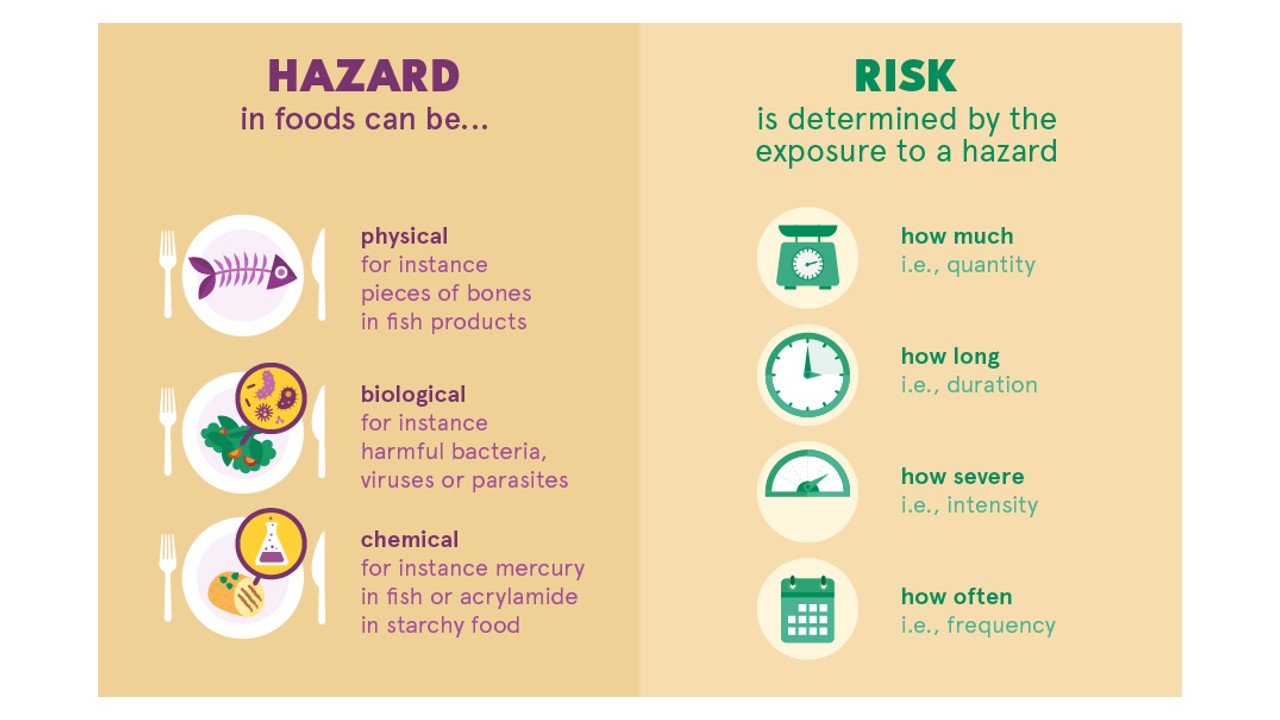 HAZARD
in foods can be...
physical
for instance
pieces of bones
in fish products
biological
for instance
harmful bacteria,
viruses or parasites
chemical
for instance mercury
in fish or acrylamide
in starchy food
RISK
is determined by the
exposure to a hazard
how much
i.e., quantity
how long
i.e., duration
how severe
i.e., intensity
how often
i.e., frequency